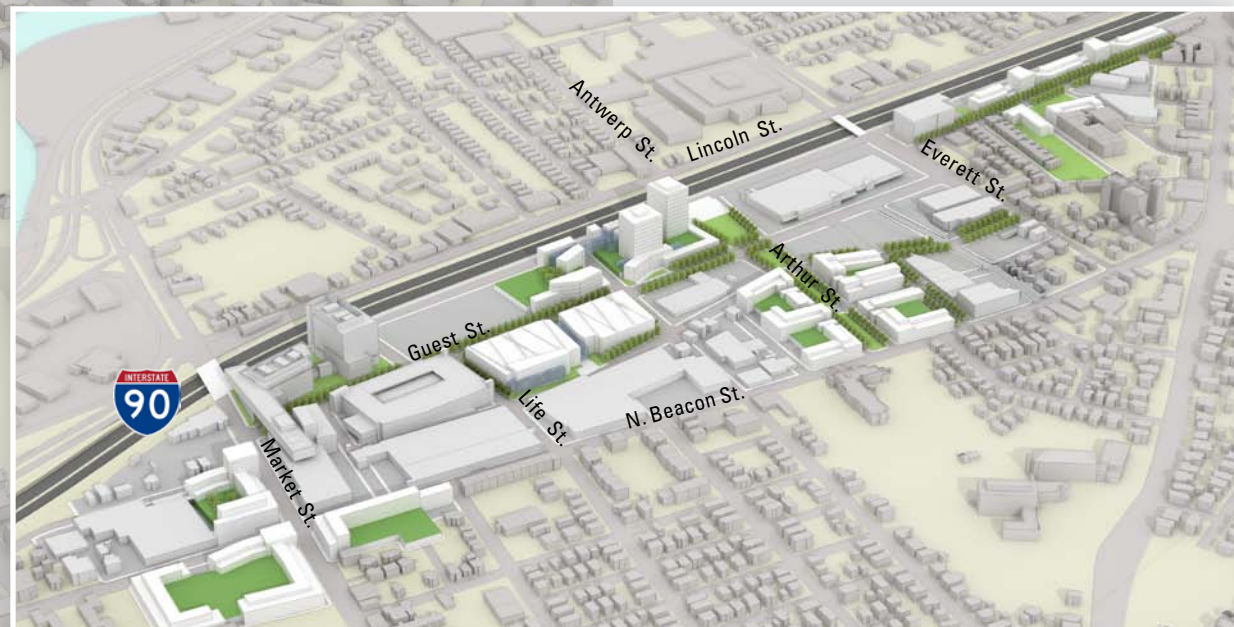 Antwerp St.
Lincoln St.
Everett St.
Arthur St.
Guest St.
INTERSTATE
90
Life St.
N. Beacon St.
Market St.